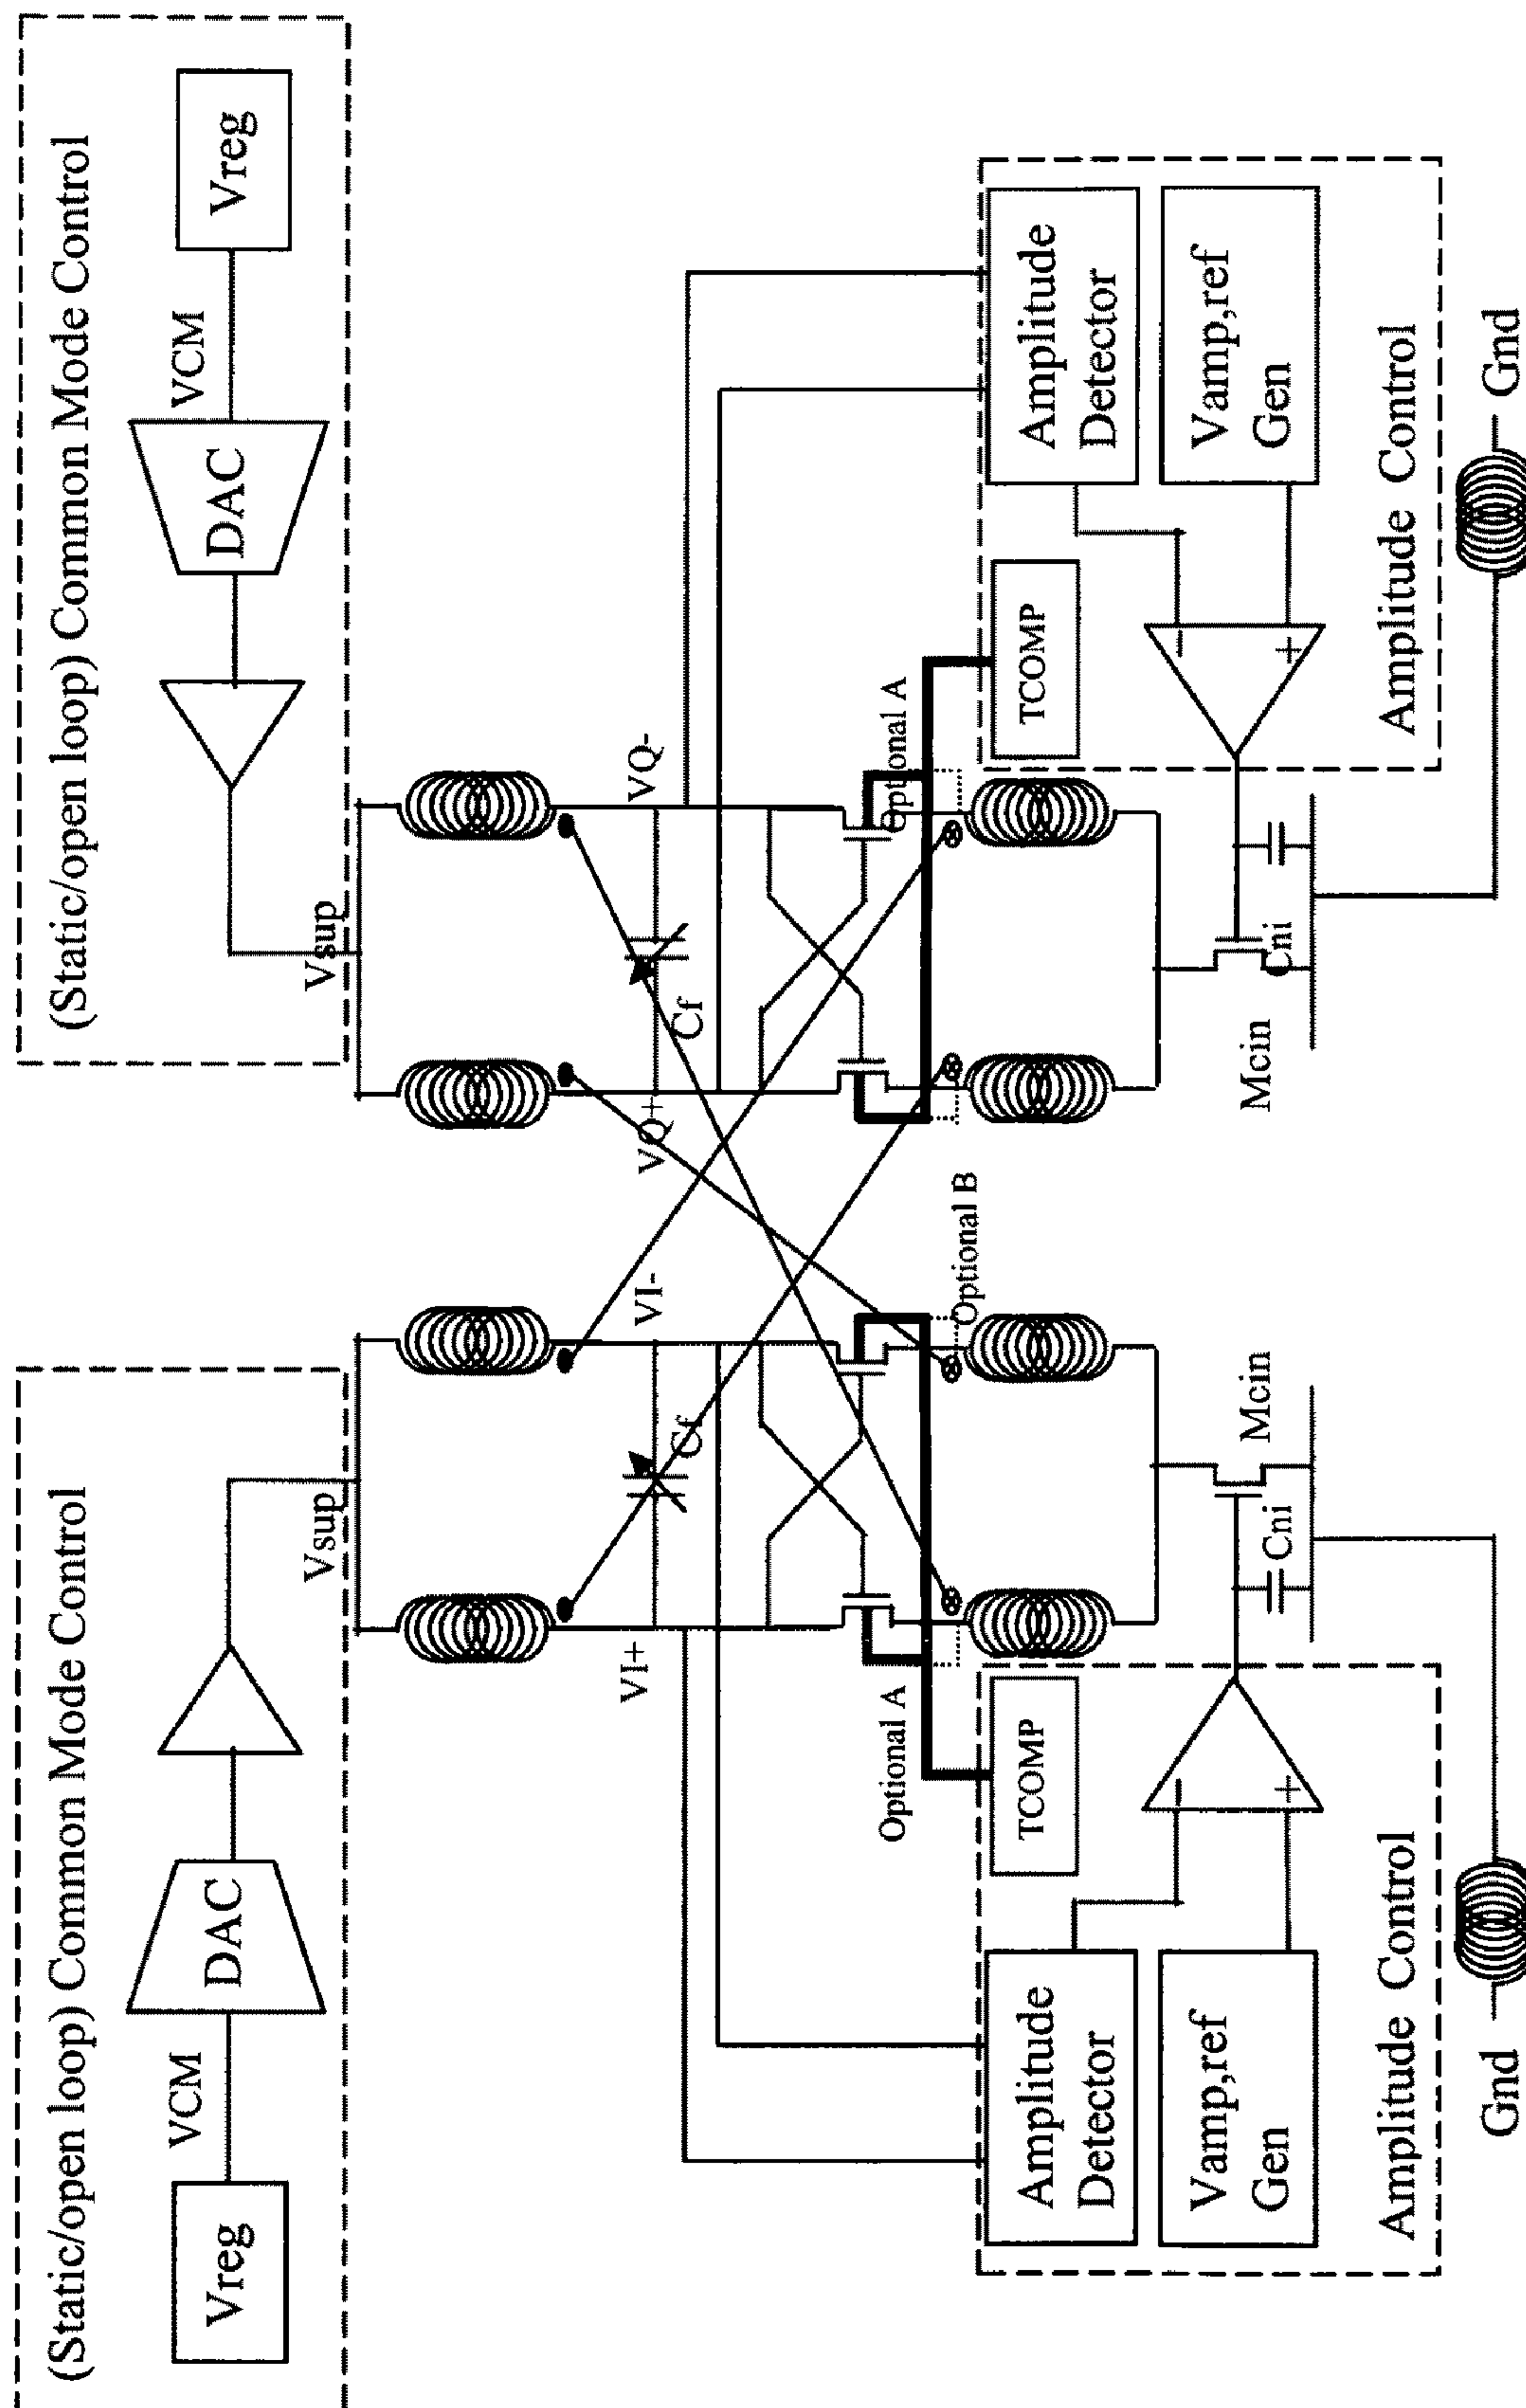 (Static/open loop) Common Mode Control
Vreg
VCM
DAC
Vsup
(Static/open loop) Common Mode Control
DAC
VCM
Vreg
Vsup
VI+
VI-
Cf
VQ+
VQ-
Cf
Optional A
Optional B
Optional A
TCOMP
Amplitude
Detector
Vamp,ref
Gen
Amplitude Control
-
+
Cni
Mcin
Gnd
TCOMP
Amplitude
Detector
Vamp,ref
Gen
Amplitude Control
-
+
Mcin
Cni
Gnd